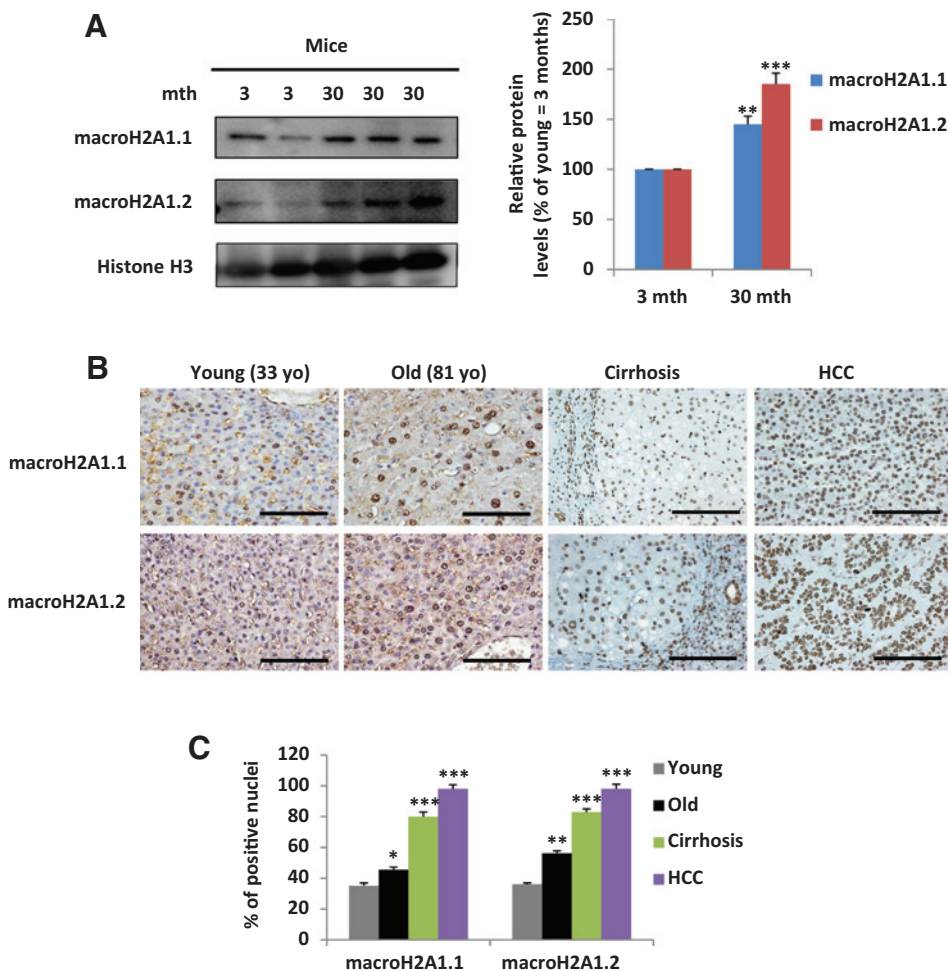 A
Mice
mth 3 3 30 30 30
macroH2A1.1
macroH2A1.2
Histone H3
Relative protein
levels (% of young = 3 months)
250
200
150
100
50
0
**
***
3 mth 30 mth
macroH2A1.1
macroH2A1.2
B
Young (33 yo) Old (81 yo) Cirrhosis HCC
macroH2A1.1
macroH2A1.2
C
% of positive nuclei
120
100
80
60
40
20
0
* *** ***
** *** ***
macroH2A1.1 macroH2A1.2
Young
Old
Cirrhosis
HCC